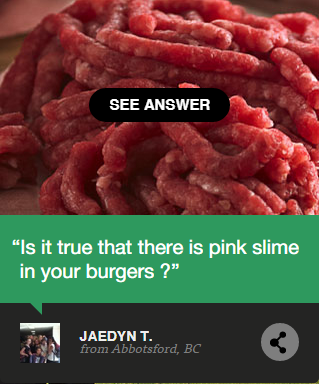 SEE ANSWER
“Is it true that there is pink slime
in your burgers ?”
JAEDYN T.
from Abbotsford, BC